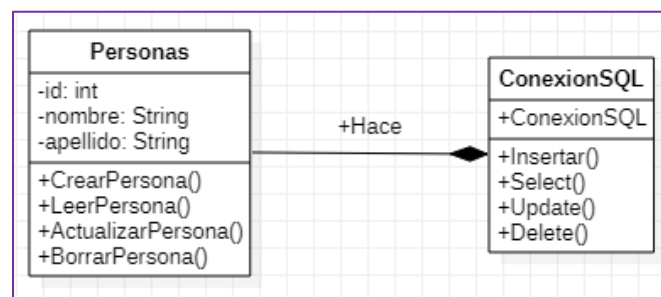 Personas
-id: int
-nombre: String
-apellido: String
+CrearPersona()
+LeerPersona()
+ActualizarPersona()
+BorrarPersona()
+Hace
ConexionSQL
+ConexionSQL
+Insertar()
+Select()
+Update()
+Delete()